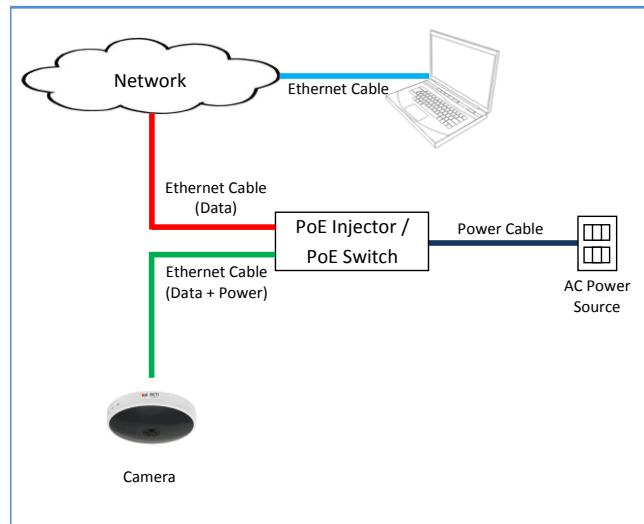 Network
Ethernet Cable
Ethernet Cable
(Data)
PoE Injector /
PoE Switch
Power Cable
AC Power
Source
Ethernet Cable
(Data + Power)
Camera